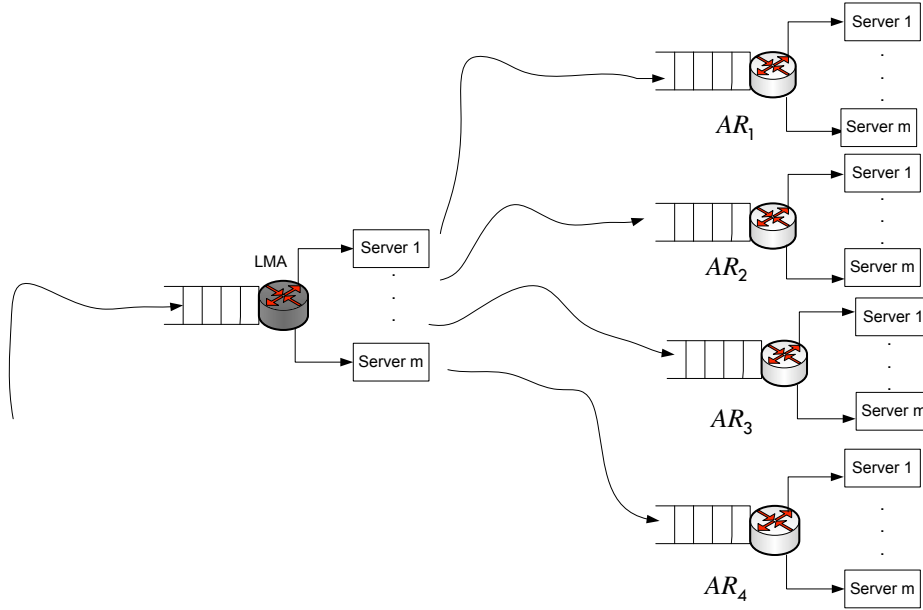 LMA
Server 1
Server m
Server 1
Server m
AR1
Server 1
Server m
AR2
Server 1
Server m
AR3
Server 1
Server m
AR4